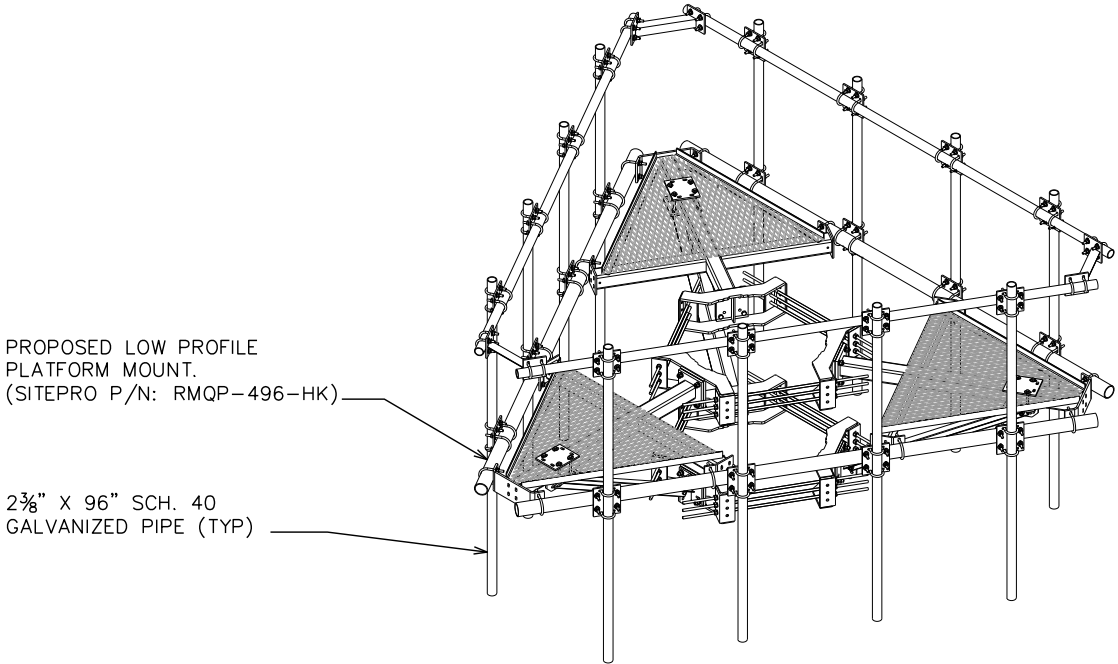 PROPOSED LOW PROFILE
PLATFORM MOUNT.
(SITEPRO P/N: RMQP-496-HK)
2⅜" X 96" SCH. 40
GALVANIZED PIPE (TYP)